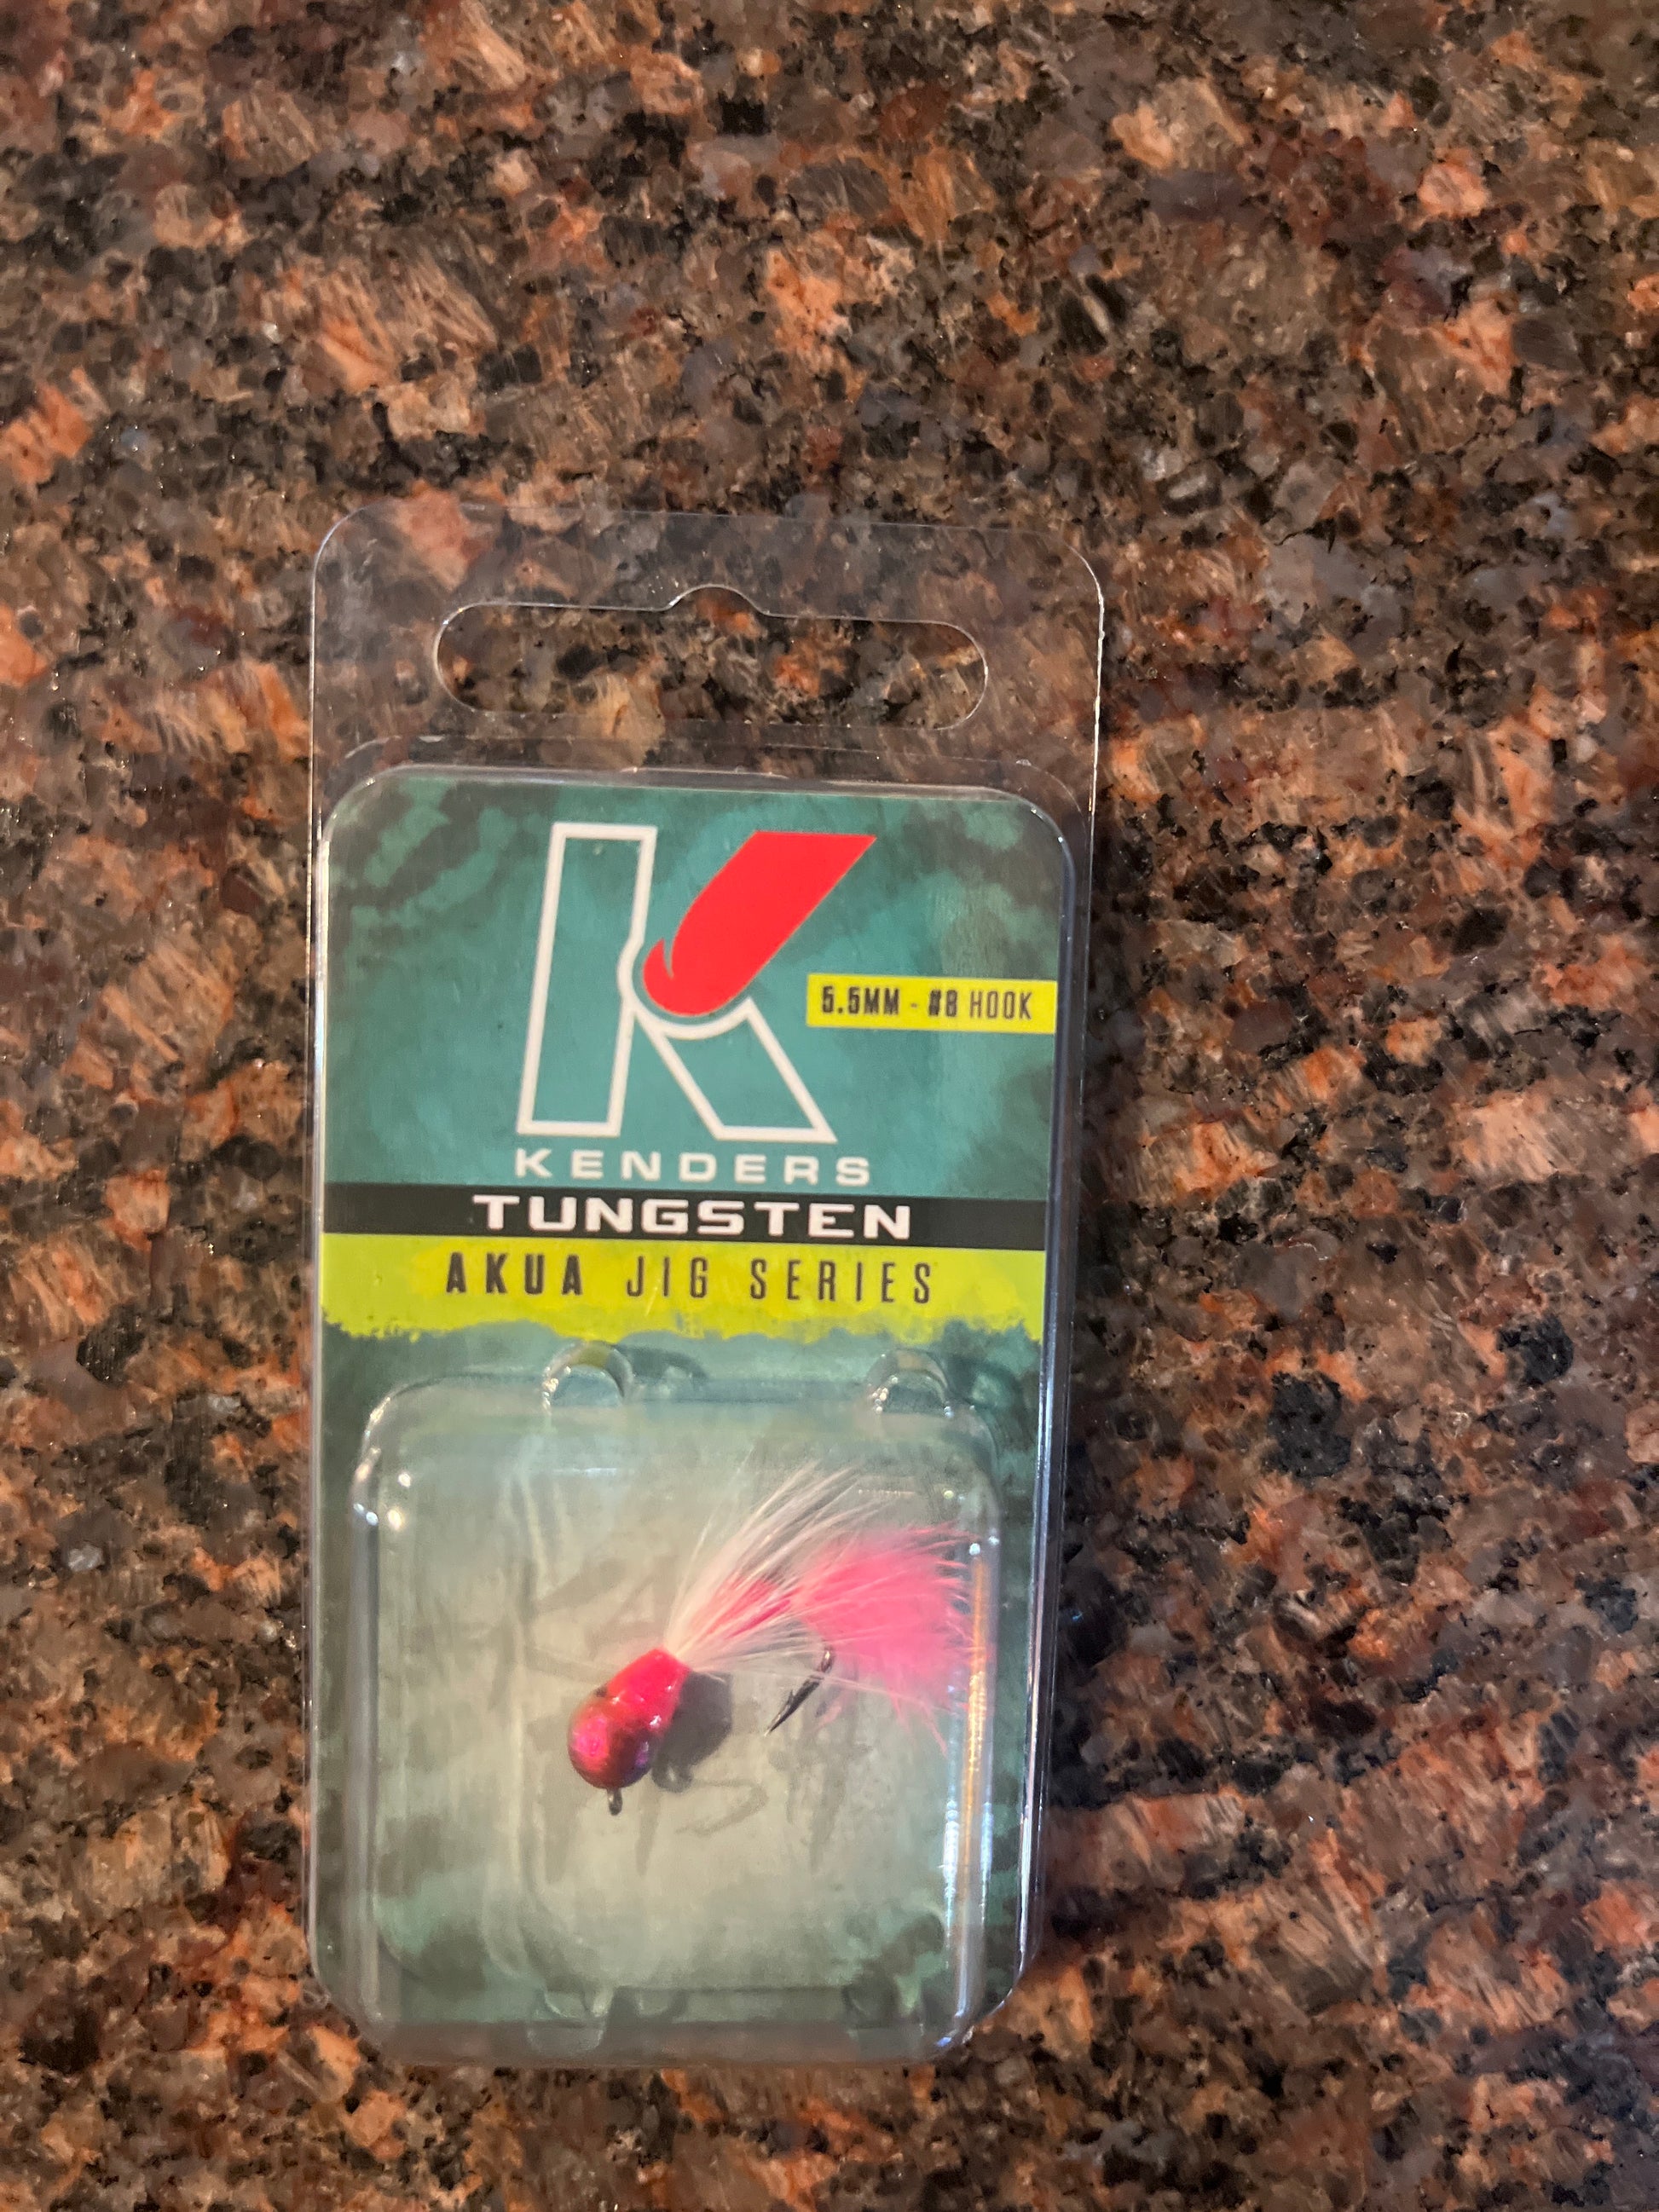 K
5.5MM - #8 HOOK
KENDERS
TUNGSTEN
AKUA JIG SERIES